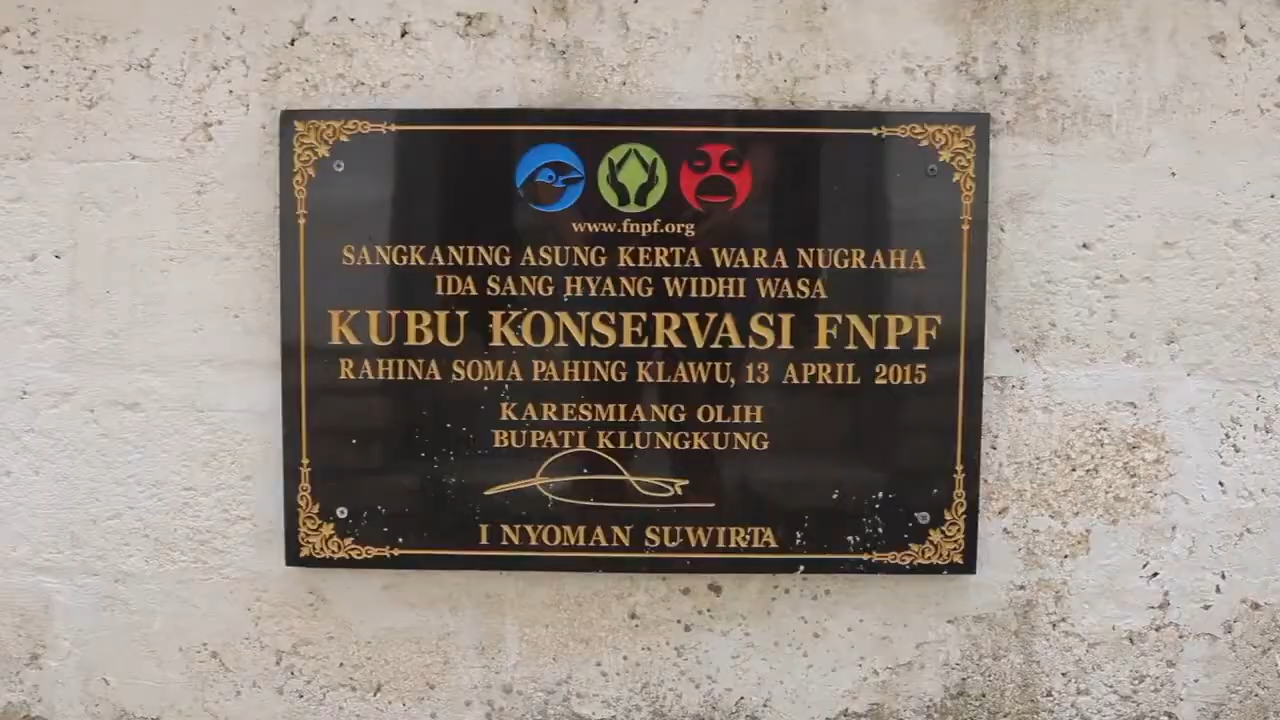 www.fnpf.org
SANGKANING ASUNG KERTA WARA NUGRAHA
IDA SANG HYANG WIDHI WASA
KUBU KONSERVASI FNPF
RAHINA SOMA PAHING KLAWU, 13 APRIL 2015
KARESMIANG OLIH
BUPATI KLUNGKUNG
I NYOMAN SUWIRTA